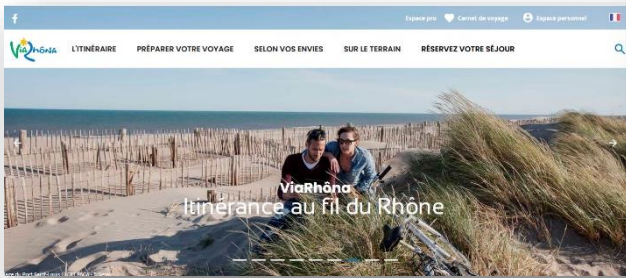 Espace pro Carnet de voyage Espace personnel
ViaRhôna
L'ITINÉRAIRE PRÉPARER VOTRE VOYAGE SELON VOS ENVIES SUR LE TERRAIN RÉSERVEZ VOTRE SÉJOUR
ViaRhôna
Itinérance au fil du Rhône